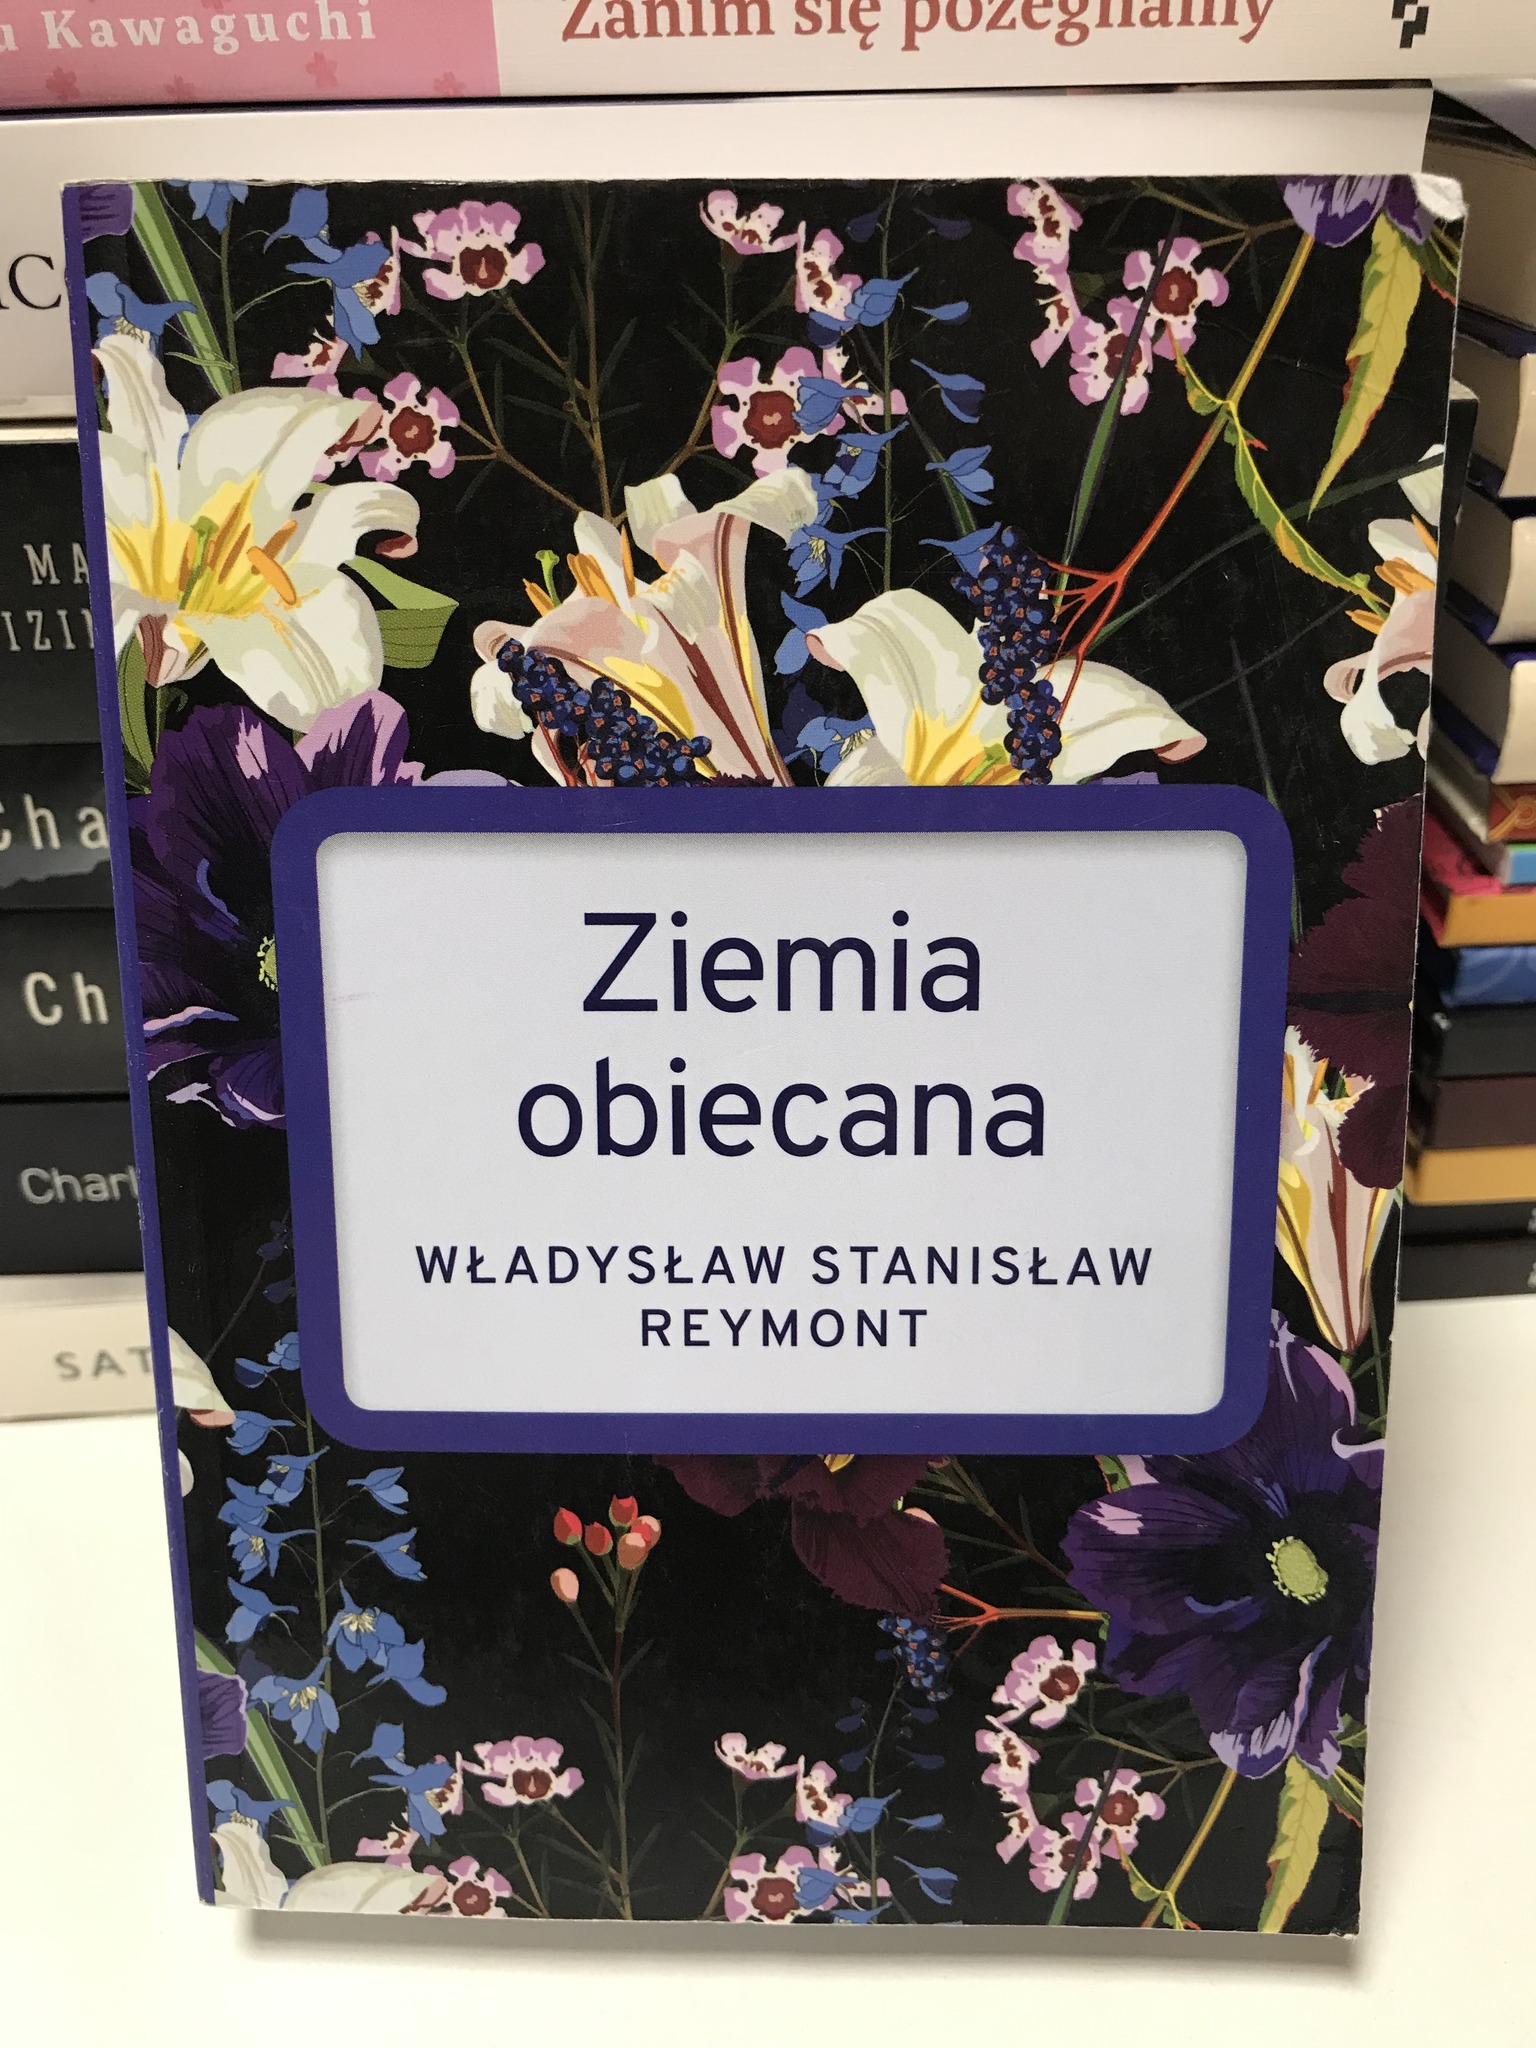 Kawaguchi
Zanim się pożegnamy
Ziemia
obiecana
WŁADYSŁAW STANISŁAW
REYMONT